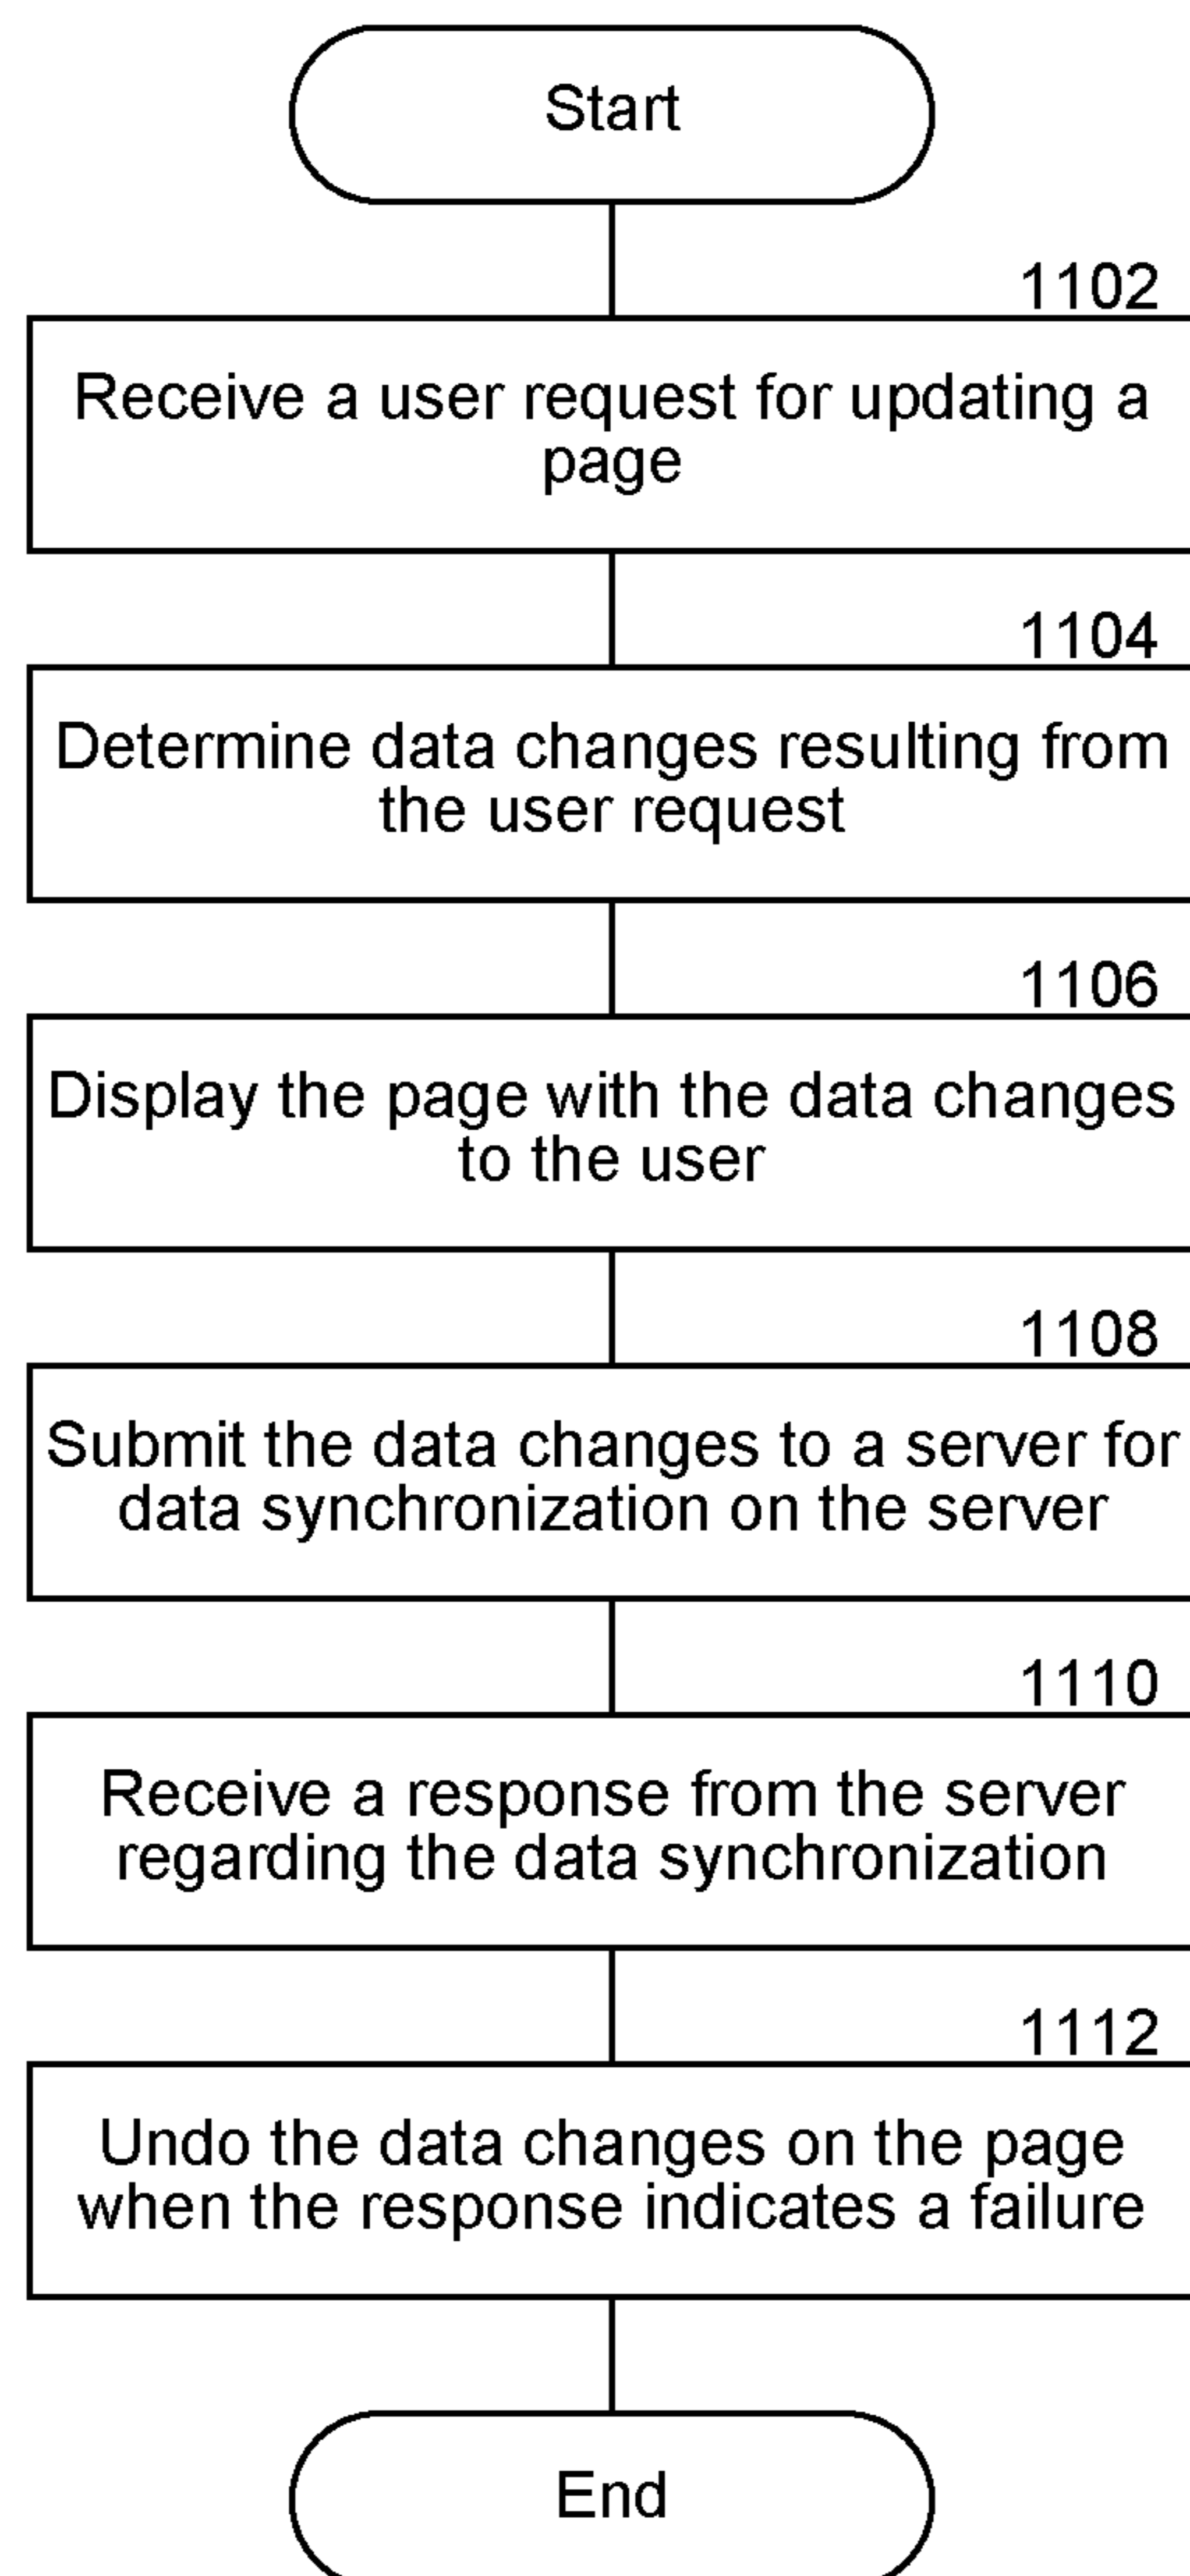 Start
1102
Receive a user request for updating a
page
1104
Determine data changes resulting from
the user request
1106
Display the page with the data changes
to the user
1108
Submit the data changes to a server for
data synchronization on the server
1110
Receive a response from the server
regarding the data synchronization
1112
Undo the data changes on the page
when the response indicates a failure
End